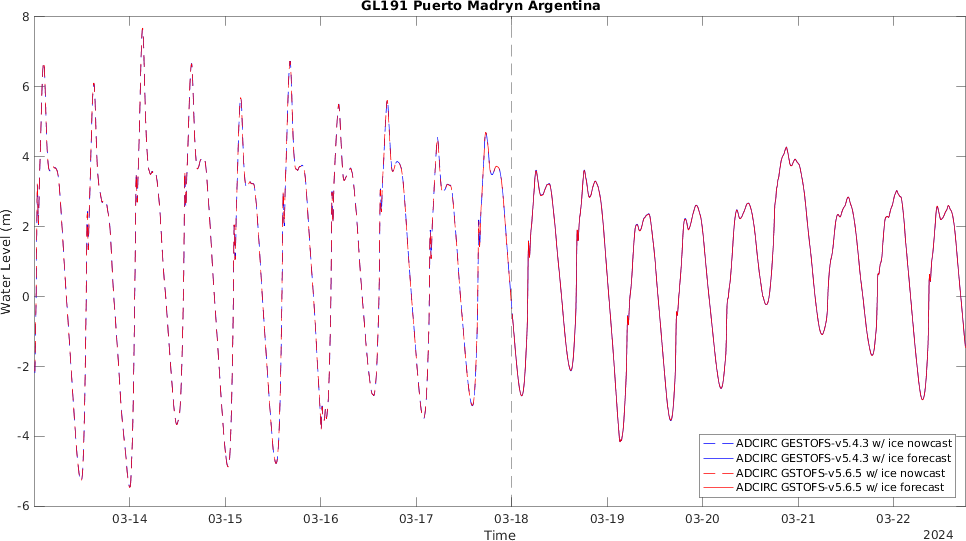 GL191 Puerto Madryn Argentina
8
6
4
2
0
-2
-4
-6
Water Level (m)
03-14 03-15 03-16 03-17 03-18 03-19 03-20 03-21 03-22
Time
2024
ADCIRC GESTOFS-v5.4.3 w/ ice nowcast
ADCIRC GESTOFS-v5.4.3 w/ ice forecast
ADCIRC GSTOFS-v5.6.5 w/ ice nowcast
ADCIRC GSTOFS-v5.6.5 w/ ice forecast